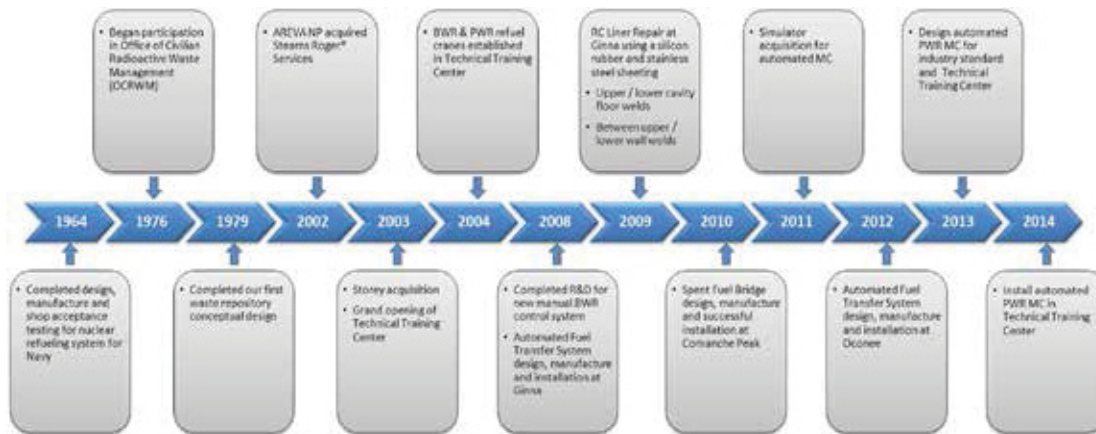 • Began participation
in Office of Civilian
Radioactive Waste
Management
(OCRWM)
• AREVA NP acquired
Stearns Roger®
Services
• BWR & PWR refuel
cranes established
in Technical Training
Center
RC Liner Repair at
Ginna using a silicon
rubber and stainless
steel sheeting
• Upper / lower cavity
floor welds
• Between upper /
lower wall welds
• Simulator
acquisition for
automated MC
• Design automated
PWR MC for
industry standard
and Technical
Training Center
1964 1976 1979 2002 2003 2004 2008 2009 2010 2011 2012 2013 2014
• Completed design,
manufacture and
shop acceptance
testing for nuclear
refueling system for
Navy
• Completed our first
waste repository
conceptual design
• Storey acquisition
• Grand opening of
Technical Training
Center
• Completed R&D for
new manual BWR
control system
• Automated Fuel
Transfer System
design, manufacture
and installation at
Ginna
• Spent Fuel Bridge
design, manufacture
and successful
installation at
Comanche Peak
• Automated Fuel
Transfer System
design, manufacture
and installation at
Oconee
• Install automated
PWR MC in
Technical Training
Center